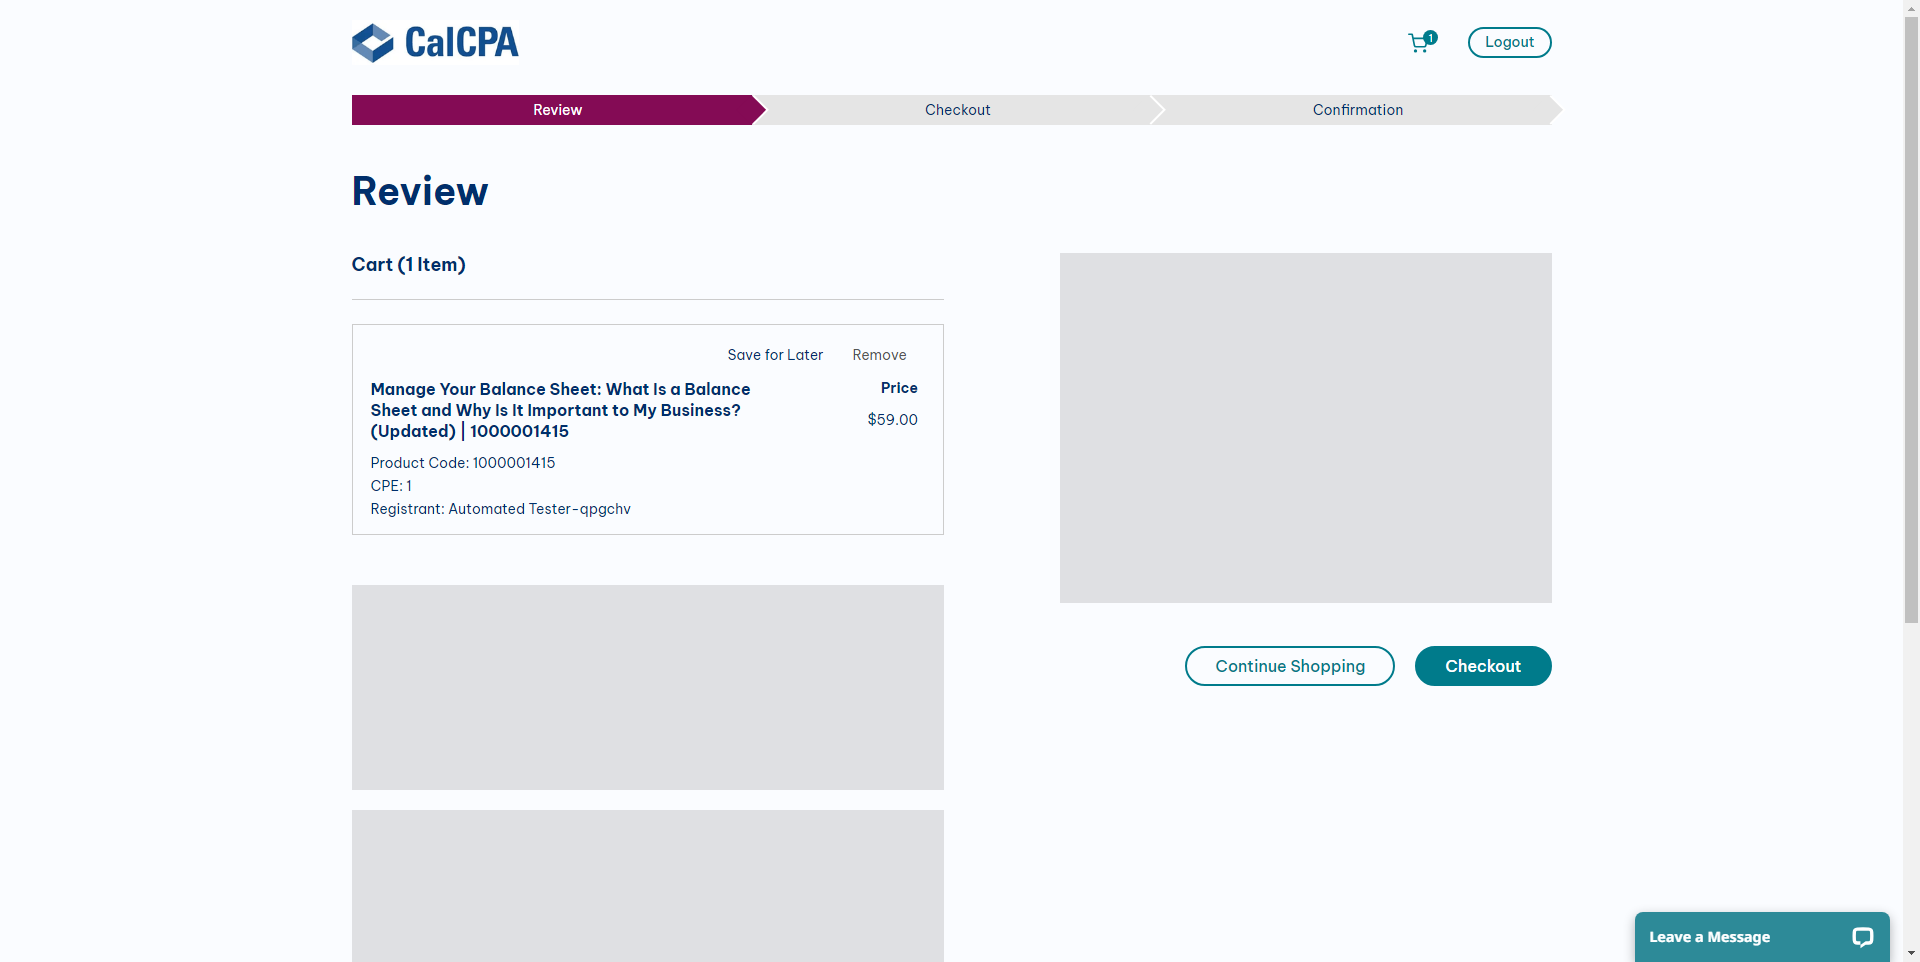 CalCPA
1
Logout
Review
Checkout
Confirmation
Review
Cart (1 Item)
Save for Later
Remove
Manage Your Balance Sheet: What Is a Balance
Sheet and Why Is It Important to My Business?
(Updated) | 1000001415
Price
$59.00
Product Code: 1000001415
CPE: 1
Registrant: Automated Tester-qpgchv
Continue Shopping
Checkout
Leave a Message